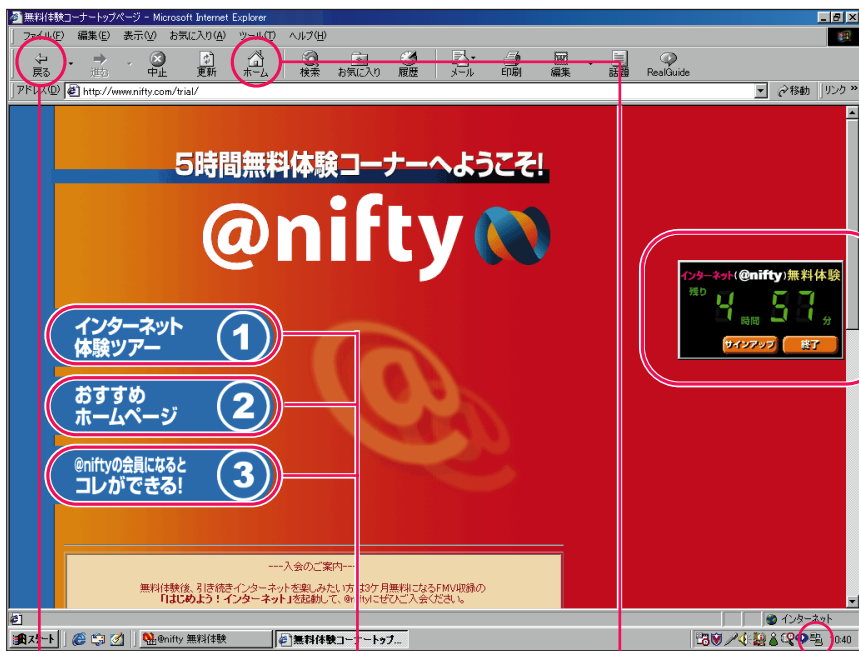 無料体験コーナートップページ - Microsoft Internet Explorer
ファイル(F) 編集(E) 表示(V) お気に入り(A) ツール(T) ヘルプ(H)
戻る 進む 中止 更新 ホーム 検索 お気に入り 履歴 メール 印刷 編集 話題 RealGuide
アドレス(D) http://www.nifty.com/trial/ 移動 リンク »
5時間無料体験コーナーへようこそ!
@nifty
インターネット(@nifty)無料体験
残り 4 時間 57 分
サインアップ 終了
インターネット
体験ツアー
1
おすすめ
ホームページ
2
@niftyの会員になると
コレができる!
3
---入会のご案内---
無料体験後、引き続きインターネットを楽しみたい方は3ケ月無料になるFMV収録の
「はじめよう!インターネット」を起動して、@niftyにぜひご入会ください。
インターネット
スタート @nifty 無料体験 無料体験コーナートップ... 0:40